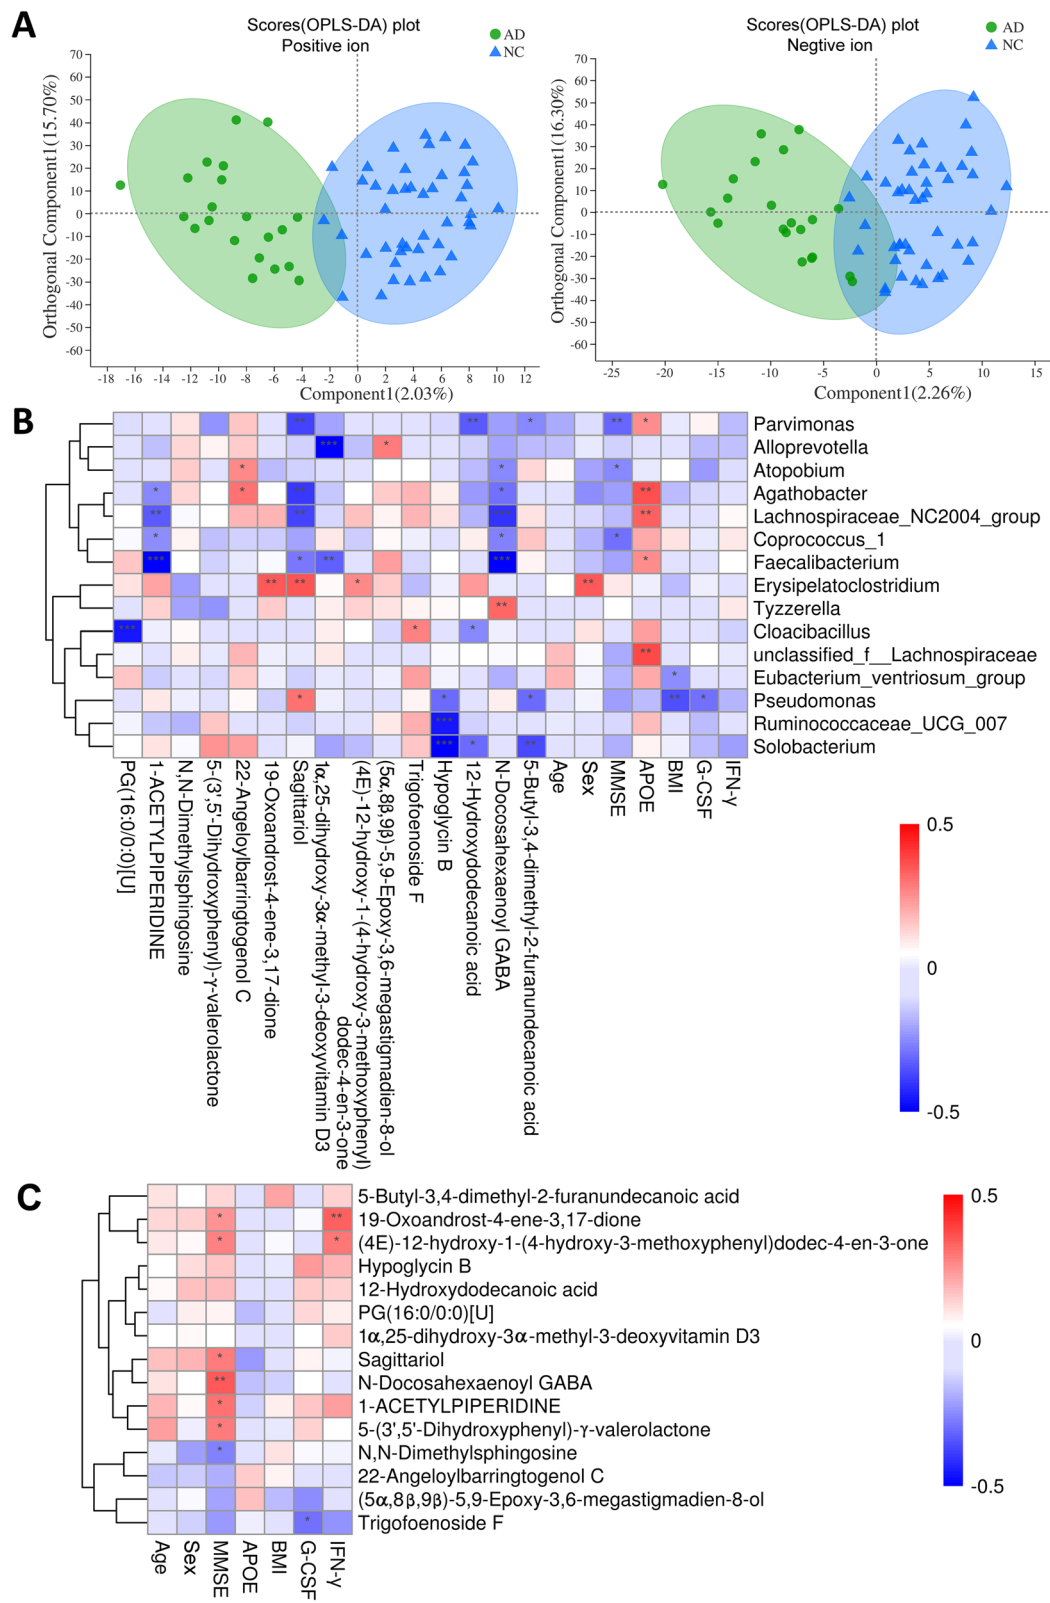 A
Scores(OPLS-DA) plot
Positive ion
AD
NC
Orthogonal Component1(15.70%)
70
60
50
40
30
20
10
0
-10
-20
-30
-40
-50
-60
-18 -16 -14 -12 -10 -8 -6 -4 -2 0 2 4 6 8 10 12
Component1(2.03%)
Scores(OPLS-DA) plot
Negtive ion
AD
NC
Orthogonal Component1(16.30%)
70
60
50
40
30
20
10
0
-10
-20
-30
-40
-50
-60
-25 -20 -15 -10 -5 0 5 10 15
Component1(2.26%)
B
Parvimonas
Alloprevotella
Atopobium
Agathobacter
Lachnospiraceae_NC2004_group
Coprococcus_1
Faecalibacterium
Erysipelatoclostridium
Tyzzerella
Cloacibacillus
unclassified_f__Lachnospiraceae
Eubacterium_ventriosum_group
Pseudomonas
Ruminococcaceae_UCG_007
Solobacterium
PG(16:0/0:0)[U]
1-ACETYLPIPERIDINE
N,N-Dimethylsphingosine
5-(3',5'-Dihydroxyphenyl)-γ-valerolactone
22-Angeloylbarringtogenol C
19-Oxoandrost-4-ene-3,17-dione
Sagittariol
1α,25-dihydroxy-3α-methyl-3-deoxyvitamin D3
(4E)-12-hydroxy-1-(4-hydroxy-3-methoxyphenyl)
dodec-4-en-3-one
(5α,8β,9β)-5,9-Epoxy-3,6-megastigmadien-8-ol
Trigofoenoside F
Hypoglycin B
12-Hydroxydodecanoic acid
N-Docosahexaenoyl GABA
5-Butyl-3,4-dimethyl-2-furanundecanoic acid
Age
Sex
MMSE
APOE
BMI
G-CSF
IFN-γ
0.5
0
-0.5
C
5-Butyl-3,4-dimethyl-2-furanundecanoic acid
19-Oxoandrost-4-ene-3,17-dione
(4E)-12-hydroxy-1-(4-hydroxy-3-methoxyphenyl)dodec-4-en-3-one
Hypoglycin B
12-Hydroxydodecanoic acid
PG(16:0/0:0)[U]
1α,25-dihydroxy-3α-methyl-3-deoxyvitamin D3
Sagittariol
N-Docosahexaenoyl GABA
1-ACETYLPIPERIDINE
5-(3',5'-Dihydroxyphenyl)-γ-valerolactone
N,N-Dimethylsphingosine
22-Angeloylbarringtogenol C
(5α,8β,9β)-5,9-Epoxy-3,6-megastigmadien-8-ol
Trigofoenoside F
Age
Sex
MMSE
APOE
BMI
G-CSF
IFN-γ
0.5
0
-0.5